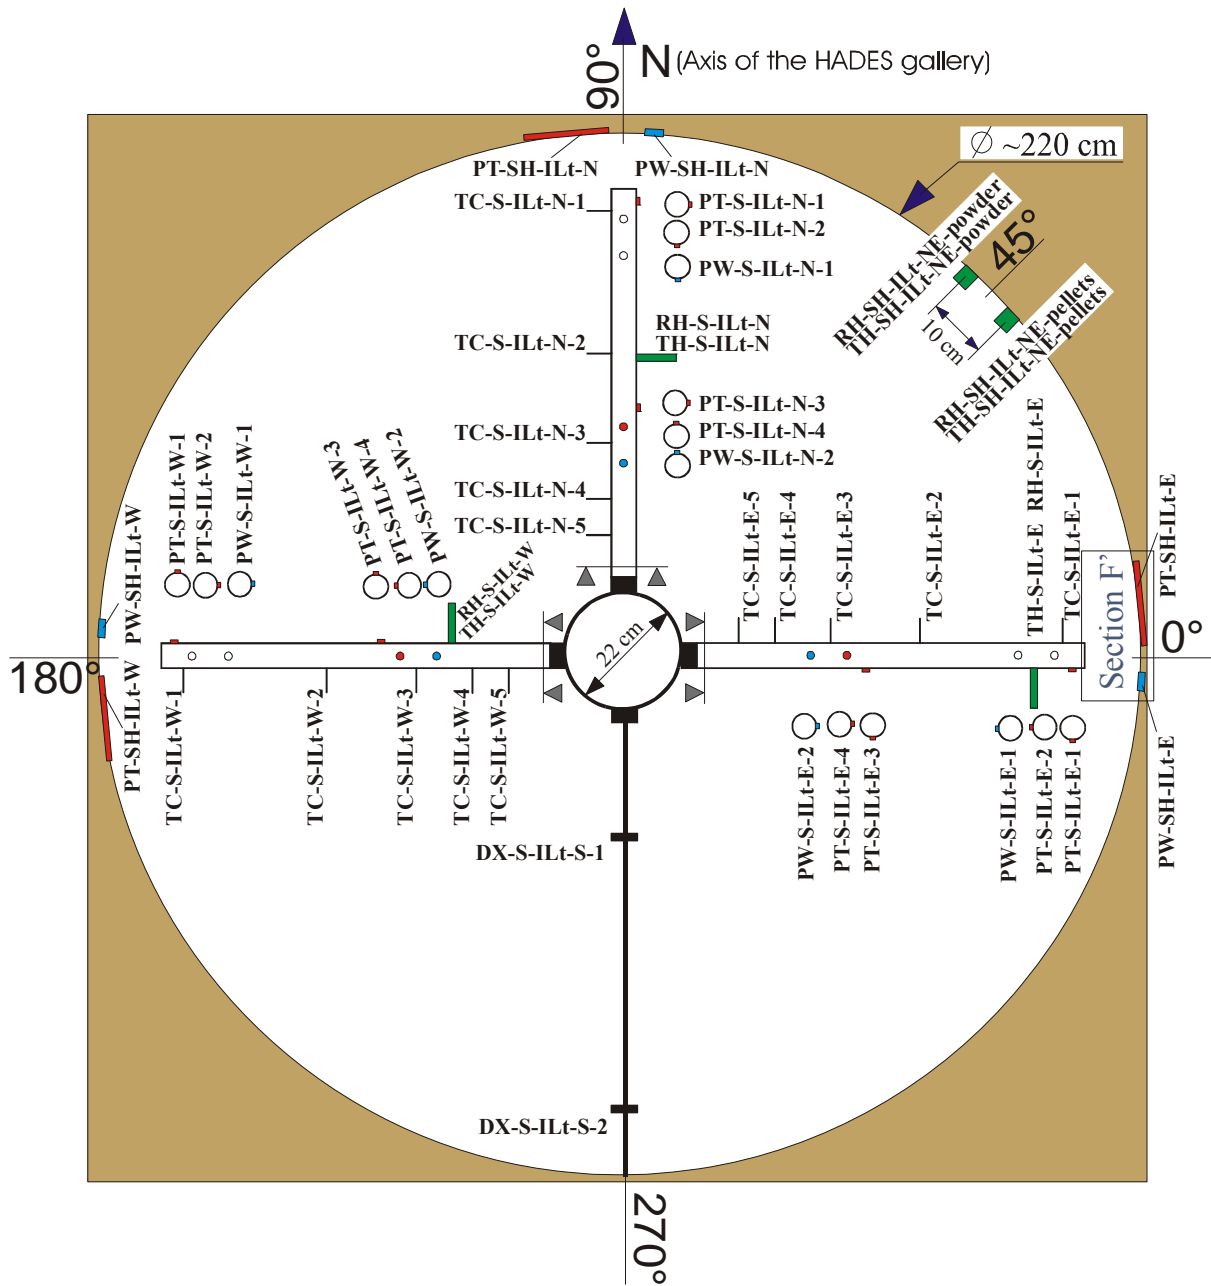 90°
N (Axis of the HADES gallery)
Ø ~220 cm
PT-SH-ILt-N
PW-SH-ILt-N
TC-S-ILt-N-1
PT-S-ILt-N-1
PT-S-ILt-N-2
PW-S-ILt-N-1
RH-SH-ILt-NE-powder
TH-SH-ILt-NE-powder
45°
10 cm
RH-SH-ILt-NE-pellets
TH-SH-ILt-NE-pellets
RH-S-ILt-N
TH-S-ILt-N
TC-S-ILt-N-2
PT-S-ILt-N-3
PT-S-ILt-N-4
PW-S-ILt-N-2
TC-S-ILt-N-3
TC-S-ILt-N-4
TC-S-ILt-N-5
PW-SH-ILt-W
PT-S-ILt-W-1
PT-S-ILt-W-2
PW-S-ILt-W-1
PT-S-ILt-W-3
PT-S-ILt-W-4
PW-S-ILt-W-2
RH-S-ILt-W
TH-S-ILt-W
22 cm
TC-S-ILt-E-5
TC-S-ILt-E-4
TC-S-ILt-E-3
TC-S-ILt-E-2
TH-S-ILt-E RH-S-ILt-E
TC-S-ILt-E-1
Section F'
PT-SH-ILt-E
0°
180°
PT-SH-ILt-W
TC-S-ILt-W-1
TC-S-ILt-W-2
TC-S-ILt-W-3
TC-S-ILt-W-4
TC-S-ILt-W-5
PW-S-ILt-E-2
PT-S-ILt-E-4
PT-S-ILt-E-3
PW-S-ILt-E-1
PT-S-ILt-E-2
PT-S-ILt-E-1
PW-SH-ILt-E
DX-S-ILt-S-1
DX-S-ILt-S-2
270°